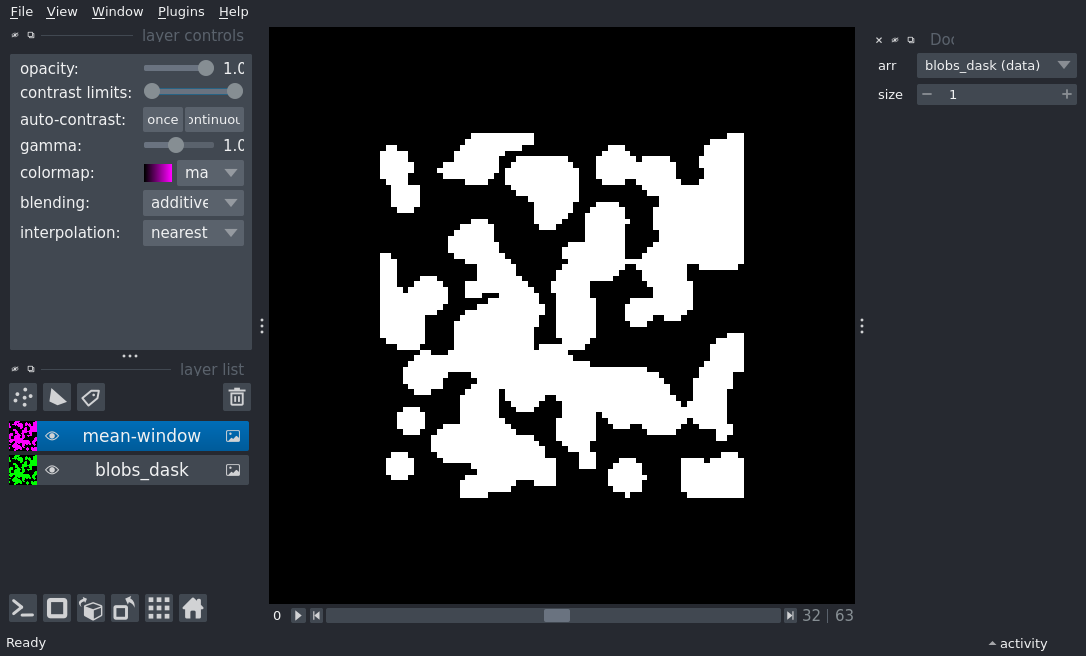 File View Window Plugins Help
layer controls
opacity: 1.0
contrast limits:
auto-contrast: once ontinuou
gamma: 1.0
colormap: ma
blending: additive
interpolation: nearest
layer list
mean-window
blobs_dask
Ready
0 32 | 63
Doc
arr blobs_dask (data)
size 1
activity